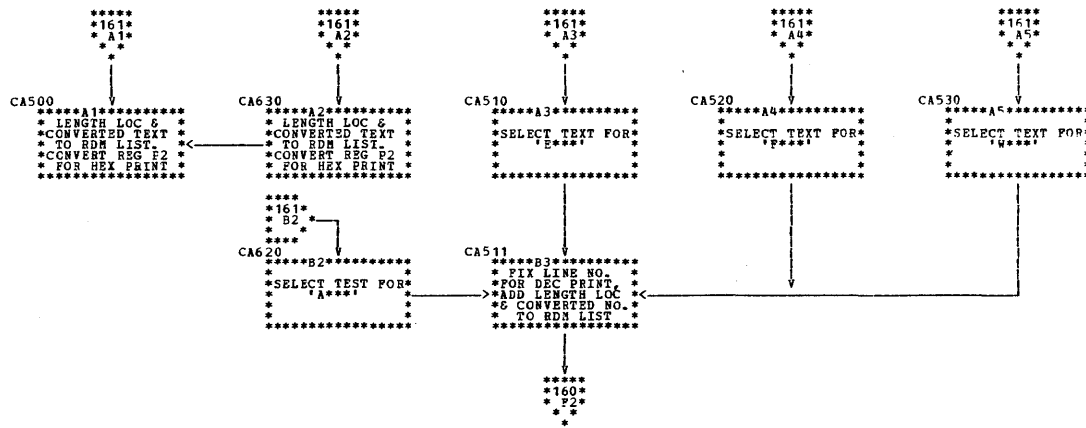 161 A1
161 A2
161 A3
161 A4
161 A5
CA500
A1
LENGTH LOC &
CONVERTED TEXT
TO RDM LIST.
CONVERT REG P2
FOR HEX PRINT
CA630
A2
LENGTH LOC &
CONVERTED TEXT
TO RDM LIST.
CONVERT REG P2
FOR HEX PRINT
CA510
A3
SELECT TEXT FOR
'E***'
CA520
A4
SELECT TEXT FOR
'F***'
CA530
A5
SELECT TEXT FOR
'W***'
161
B2
CA620
B2
SELECT TEST FOR
'A***'
CA511
B3
FIX LINE NO.
FOR DEC PRINT,
ADD LENGTH LOC
& CONVERTED NO.
TO RDM LIST
160
F2